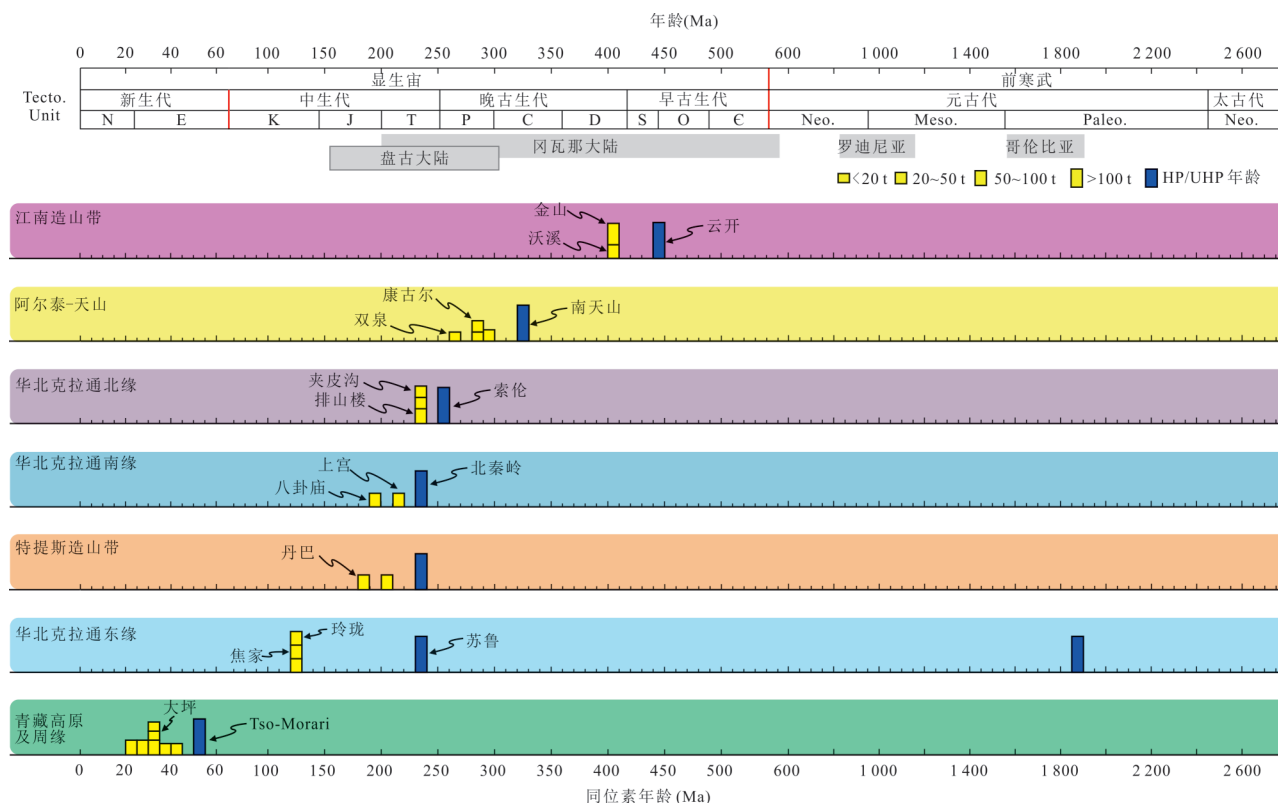 年龄(Ma)
0 20 40 60 100 150 200 250 300 350 400 450 500 600 1 000 1 400 1 800 2 200 2 600
显生宙 前寒武
Tecto. Unit
新生代 中生代 晚古生代 早古生代 元古代 太古代
N E K J T P C D S O Є Neo. Meso. Paleo. Neo.
冈瓦那大陆 罗迪尼亚 哥伦比亚
盘古大陆
<20 t 20~50 t 50~100 t >100 t HP/UHP 年龄
江南造山带
金山
沃溪
云开
阿尔泰-天山
康古尔
双泉
南天山
华北克拉通北缘
夹皮沟
排山楼
索伦
华北克拉通南缘
上宫
八卦庙
北秦岭
特提斯造山带
丹巴
华北克拉通东缘
玲珑
焦家
苏鲁
青藏高原
及周缘
大坪
Tso-Morari
0 20 40 60 100 150 200 250 300 350 400 450 500 600 1 000 1 400 1 800 2 200 2 600
同位素年龄(Ma)